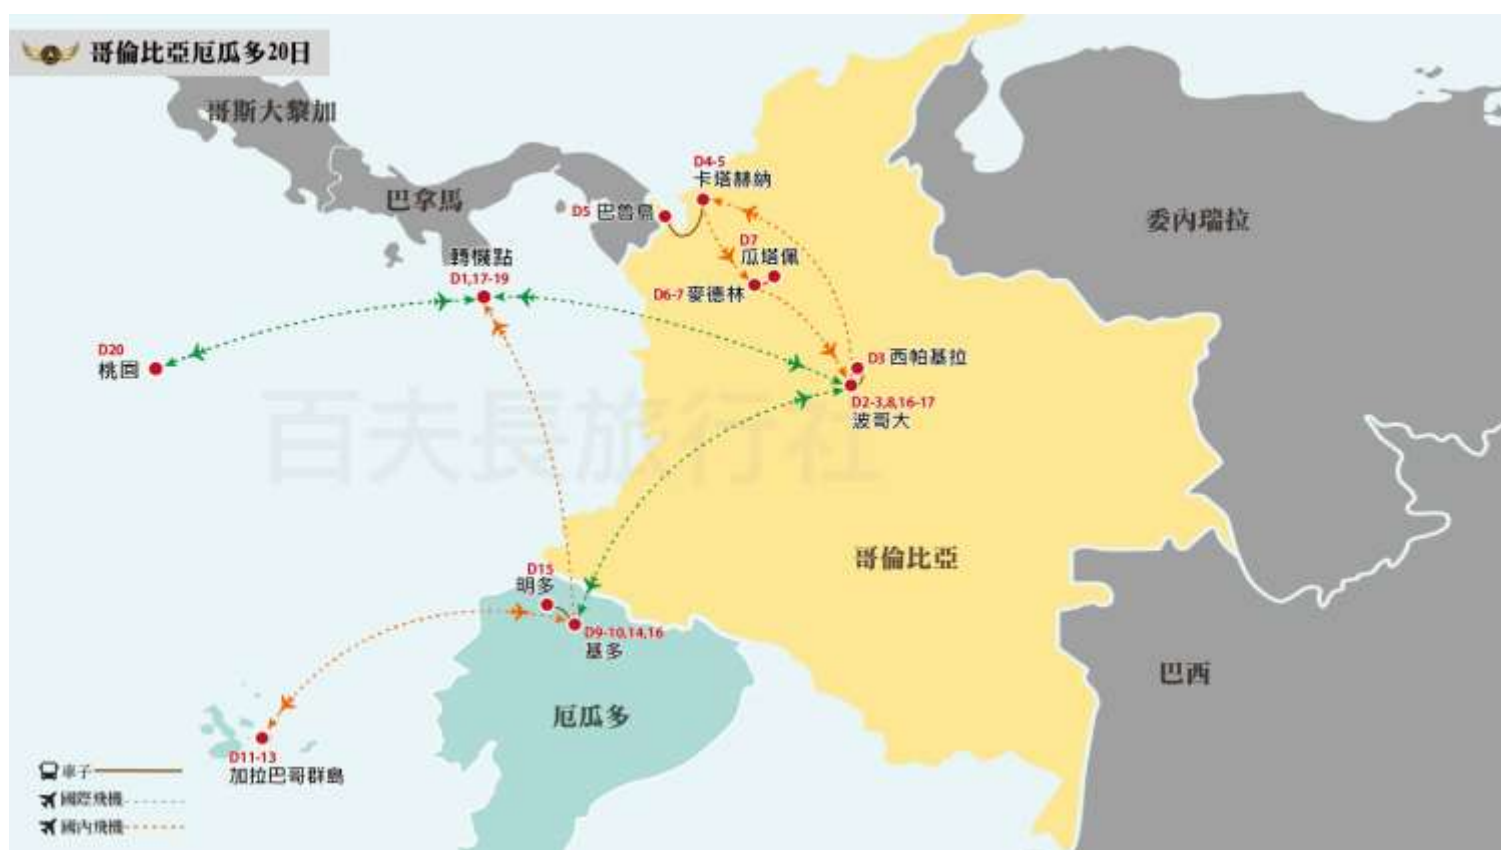 哥倫比亞厄瓜多20日
哥斯大黎加
巴拿馬
D4-5
卡塔赫納
D5 巴魯島
委內瑞拉
D7
瓜塔佩
轉機點
D1,17-19
D6-7 麥德林
D20
桃園
D3 西帕基拉
D2-3,8,16-17
波哥大
百夫長旅行社
哥倫比亞
D15
明多
D9-10,14,16
基多
巴西
厄瓜多
D11-13
加拉巴哥群島
車子
國際飛機
國內飛機